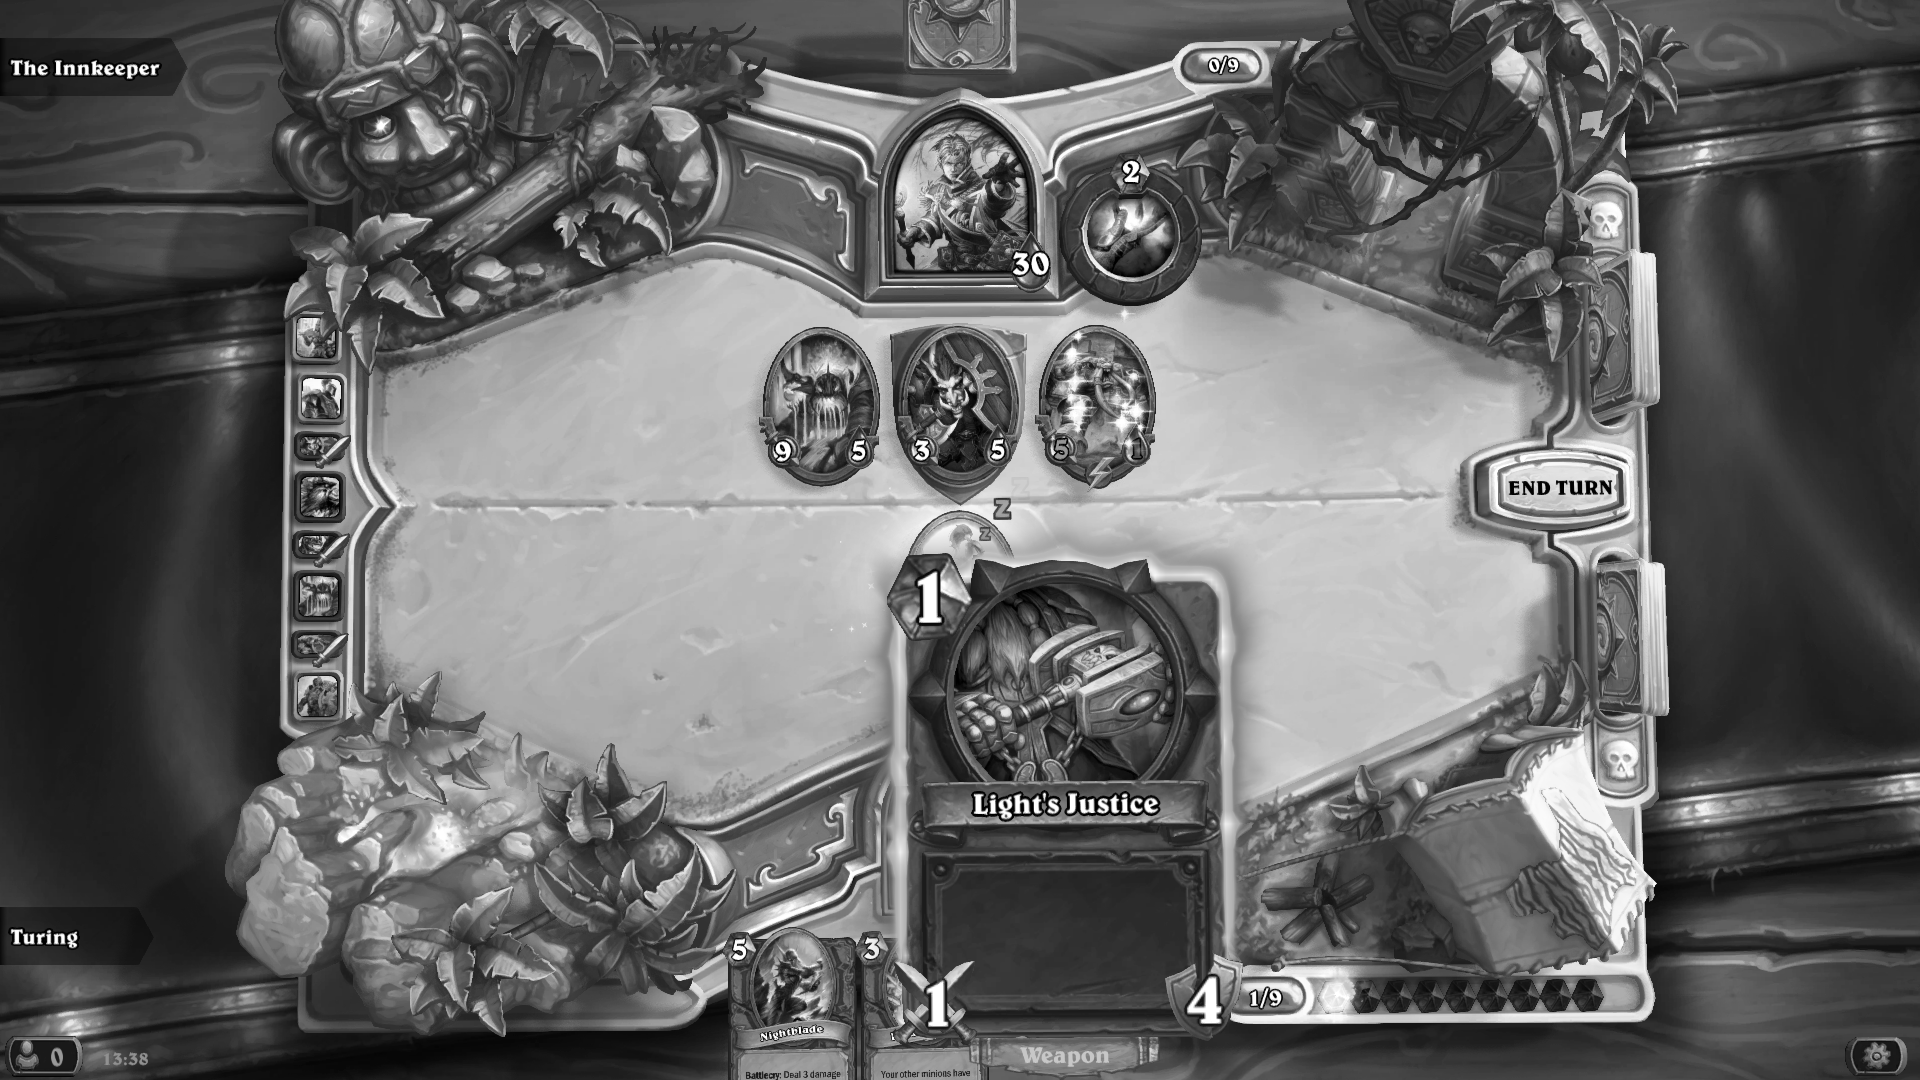 The Innkeeper
0/9
2
30
9 5
3 5
5 1
END TURN
z
z
1
Light's Justice
Turing
5
Nightblade
Battlecry: Deal 3 damage
3
Your other minions have
1
4
Weapon
1/9
0
13:38